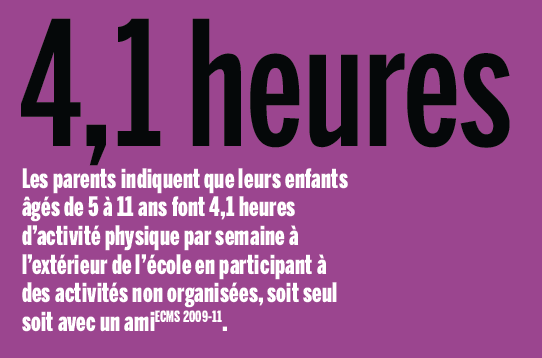 4,1 heures
Les parents indiquent que leurs enfants
âgés de 5 à 11 ans font 4,1 heures
d’activité physique par semaine à
l’extérieur de l’école en participant à
des activités non organisées, soit seul
soit avec un ami ECMS 2009-11.